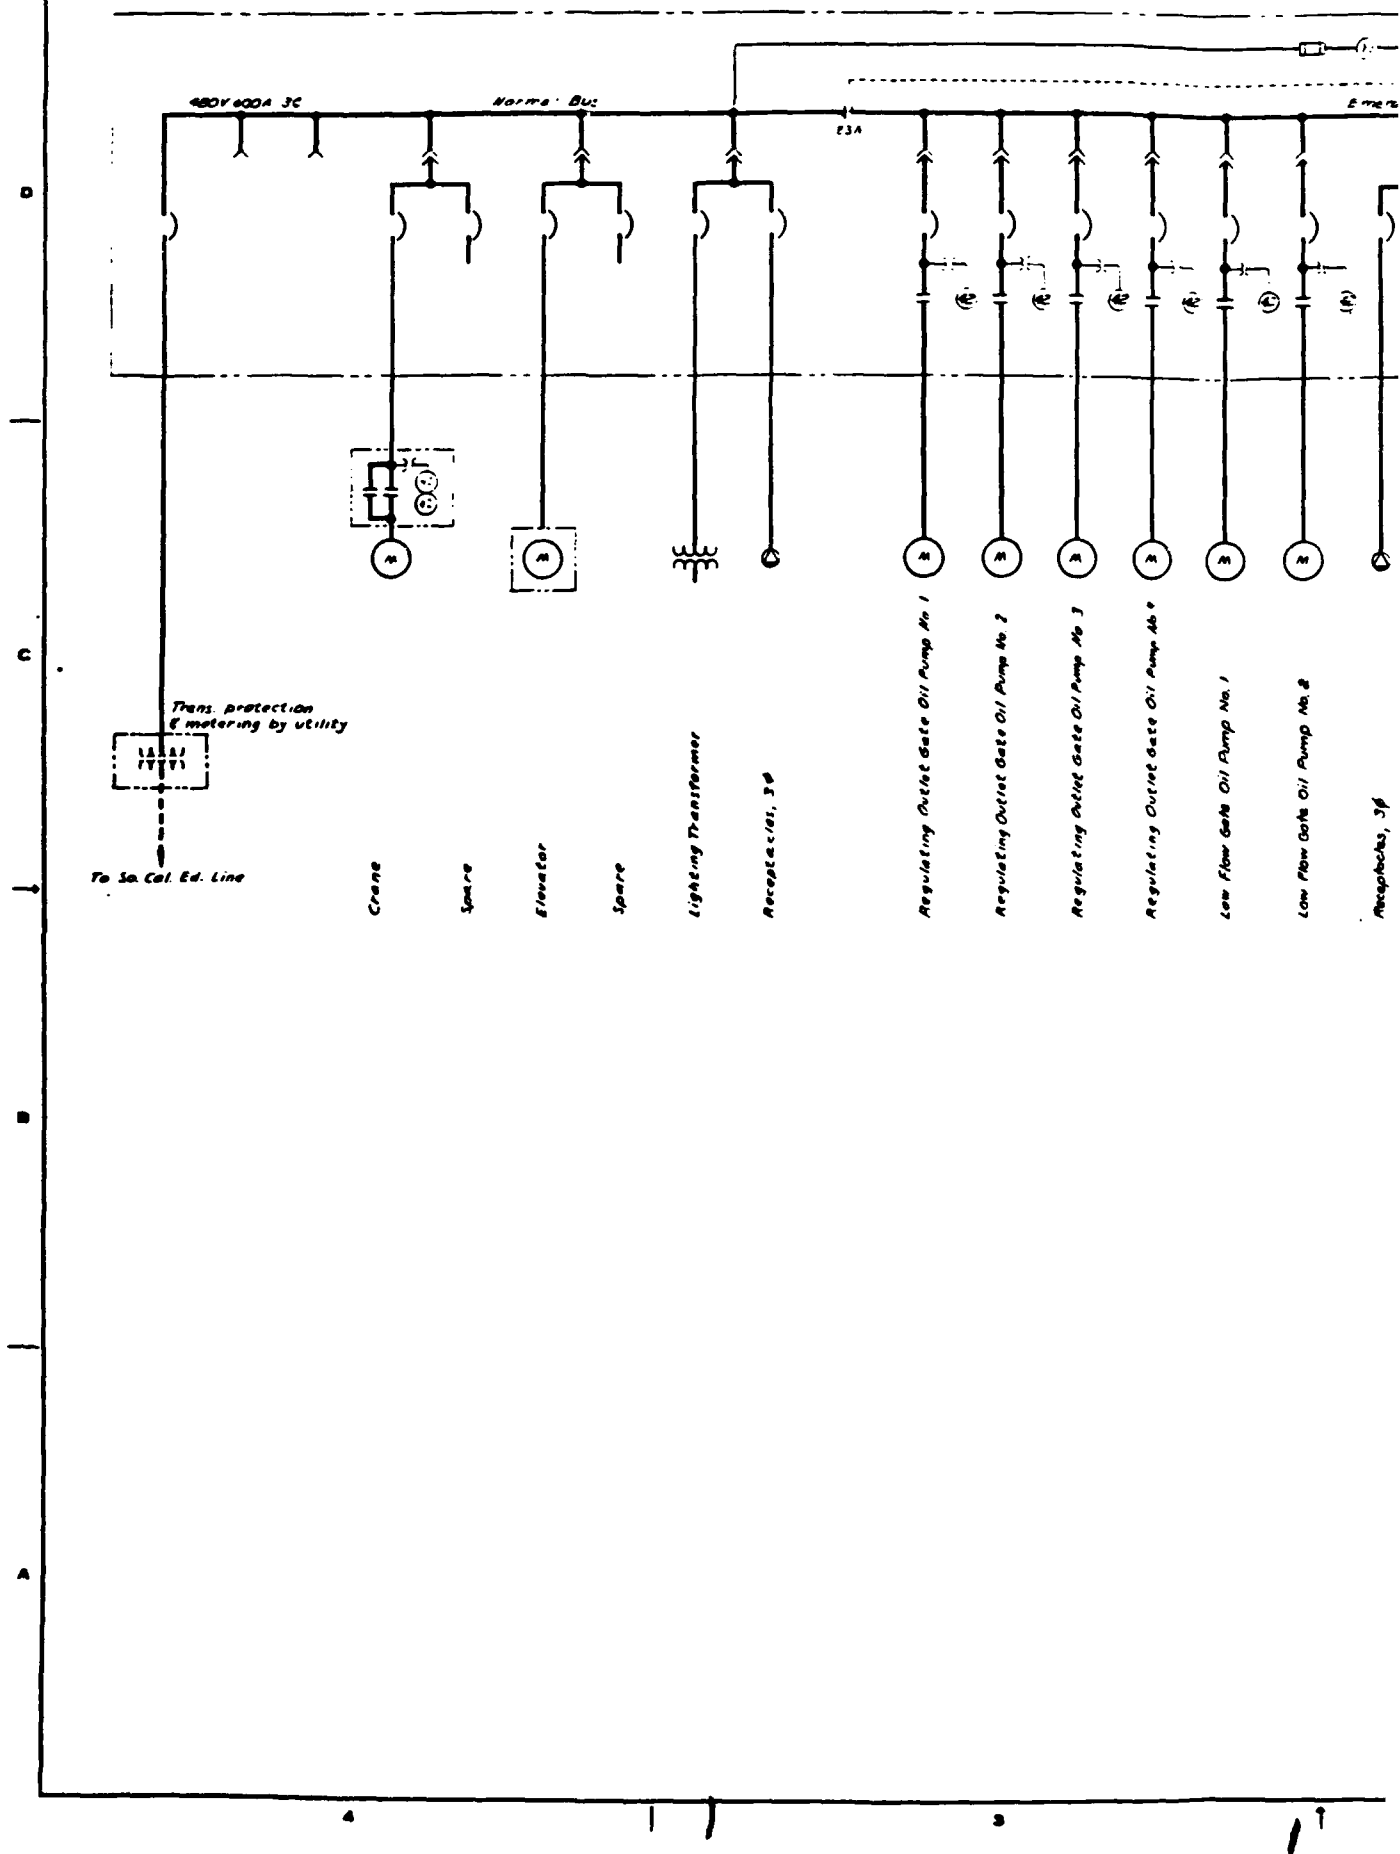 480V 600A 3C
Normal Bus
Emerg
D
Trans. protection
& metering by utility
C
To So. Cal. Ed. Line
Crane
Spare
Elevator
Spare
Lighting Transformer
Receptacles, 3ø
Regulating Outlet Gate Oil Pump No 1
Regulating Outlet Gate Oil Pump No. 2
Regulating Outlet Gate Oil Pump No 3
Regulating Outlet Gate Oil Pump No 4
Low Flow Gate Oil Pump No. 1
Low Flow Gate Oil Pump No. 2
Receptacles, 3ø
M
M
M
M
M
M
M
M
B
A
4
3